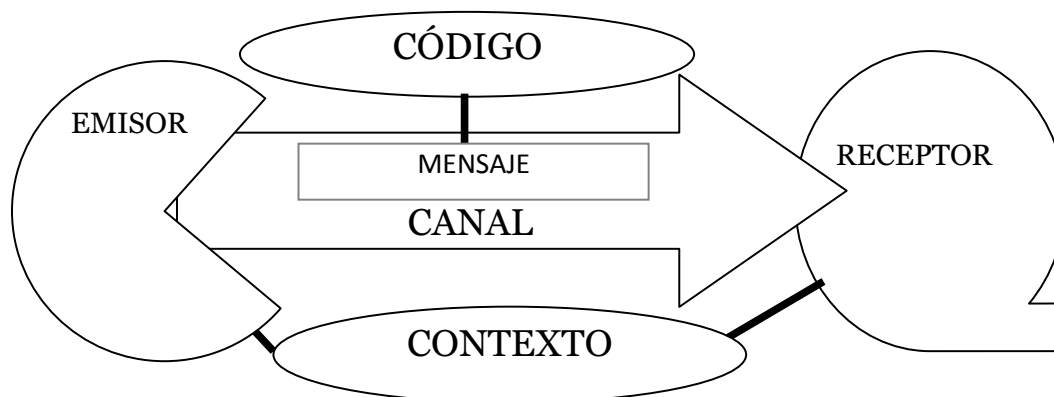 CÓDIGO
EMISOR
MENSAJE
RECEPTOR
CANAL
CONTEXTO